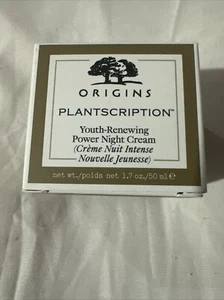 ORIGINS
PLANTSCRIPTION™
Youth-Renewing
Power Night Cream
(Crème Nuit Intense
Nouvelle Jeunesse)
net wt./poids net 1.7 oz./50 ml ℮